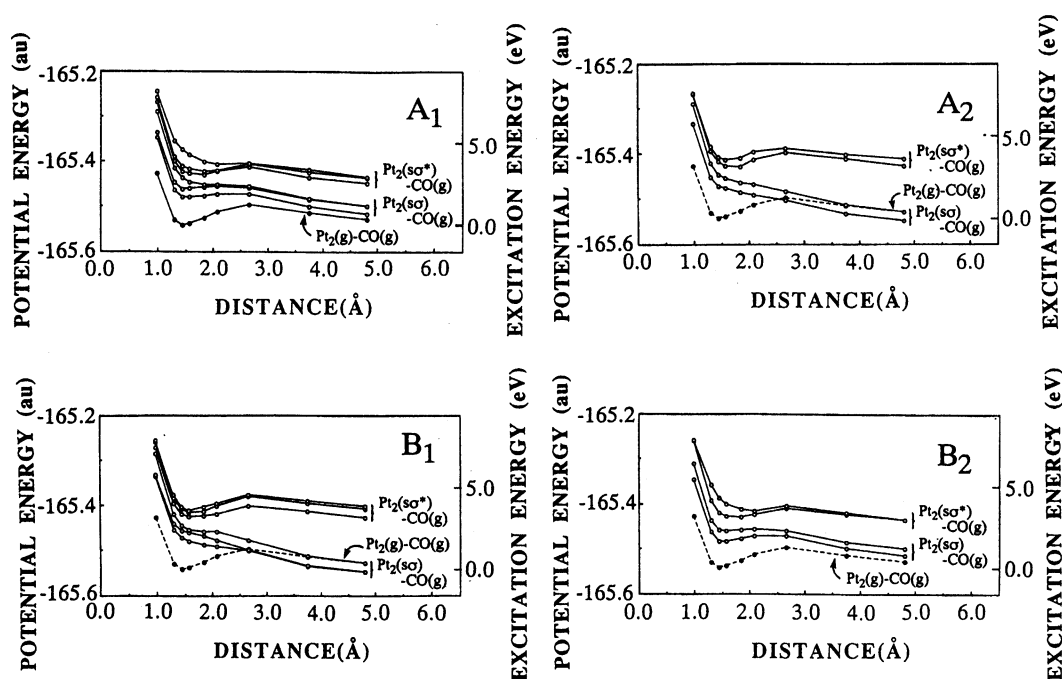 POTENTIAL ENERGY (au)
-165.2
-165.4
-165.6
0.0 1.0 2.0 3.0 4.0 5.0 6.0
DISTANCE(Å)
A1
Pt2(sσ*)
-CO(g)
Pt2(sσ)
-CO(g)
Pt2(g)-CO(g)
5.0
0.0
EXCITATION ENERGY (eV)
POTENTIAL ENERGY (au)
-165.2
-165.4
-165.6
0.0 1.0 2.0 3.0 4.0 5.0 6.0
DISTANCE(Å)
A2
Pt2(sσ*)
-CO(g)
Pt2(g)-CO(g)
Pt2(sσ)
-CO(g)
5.0
0.0
EXCITATION ENERGY (eV)
POTENTIAL ENERGY (au)
-165.2
-165.4
-165.6
0.0 1.0 2.0 3.0 4.0 5.0 6.0
DISTANCE(Å)
B1
Pt2(sσ*)
-CO(g)
Pt2(g)-CO(g)
Pt2(sσ)
-CO(g)
5.0
0.0
EXCITATION ENERGY (eV)
POTENTIAL ENERGY (au)
-165.2
-165.4
-165.6
0.0 1.0 2.0 3.0 4.0 5.0 6.0
DISTANCE(Å)
B2
Pt2(sσ*)
-CO(g)
Pt2(sσ)
-CO(g)
Pt2(g)-CO(g)
5.0
0.0
EXCITATION ENERGY (eV)